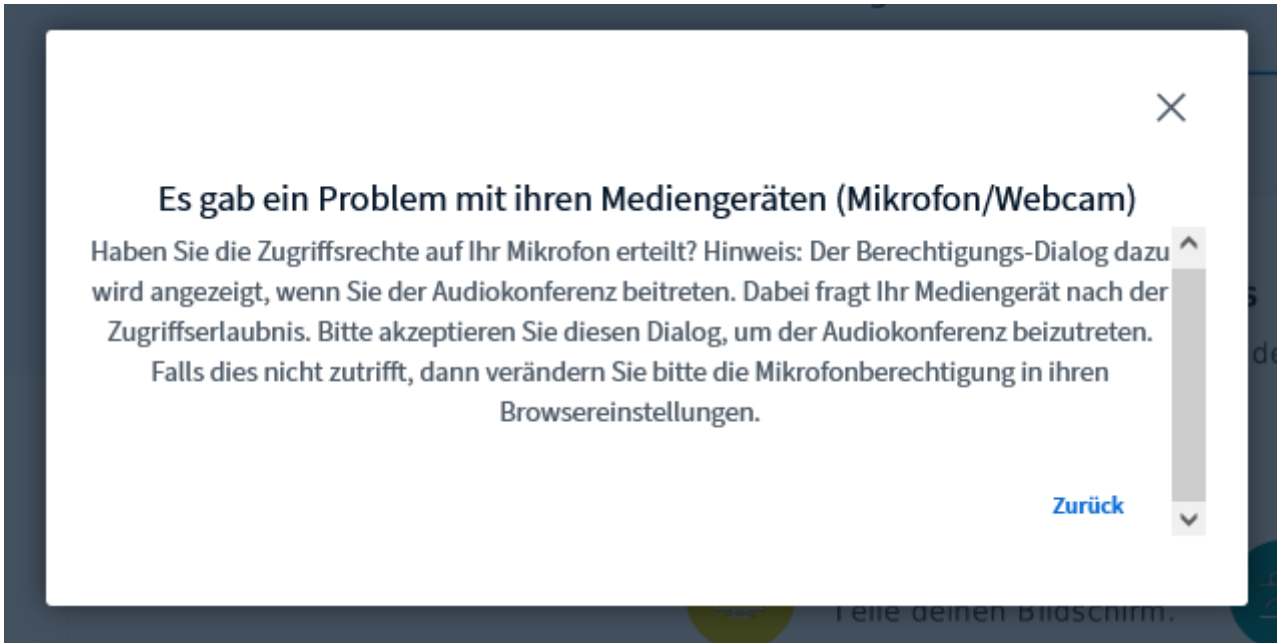 Es gab ein Problem mit ihren Mediengeräten (Mikrofon/Webcam)
Haben Sie die Zugriffsrechte auf Ihr Mikrofon erteilt? Hinweis: Der Berechtigungs-Dialog dazu
wird angezeigt, wenn Sie der Audiokonferenz beitreten. Dabei fragt Ihr Mediengerät nach der
Zugriffserlaubnis. Bitte akzeptieren Sie diesen Dialog, um der Audiokonferenz beizutreten.
Falls dies nicht zutrifft, dann verändern Sie bitte die Mikrofonberechtigung in ihren
Browsereinstellungen.
Zurück
Teile deinen Bildschirm.